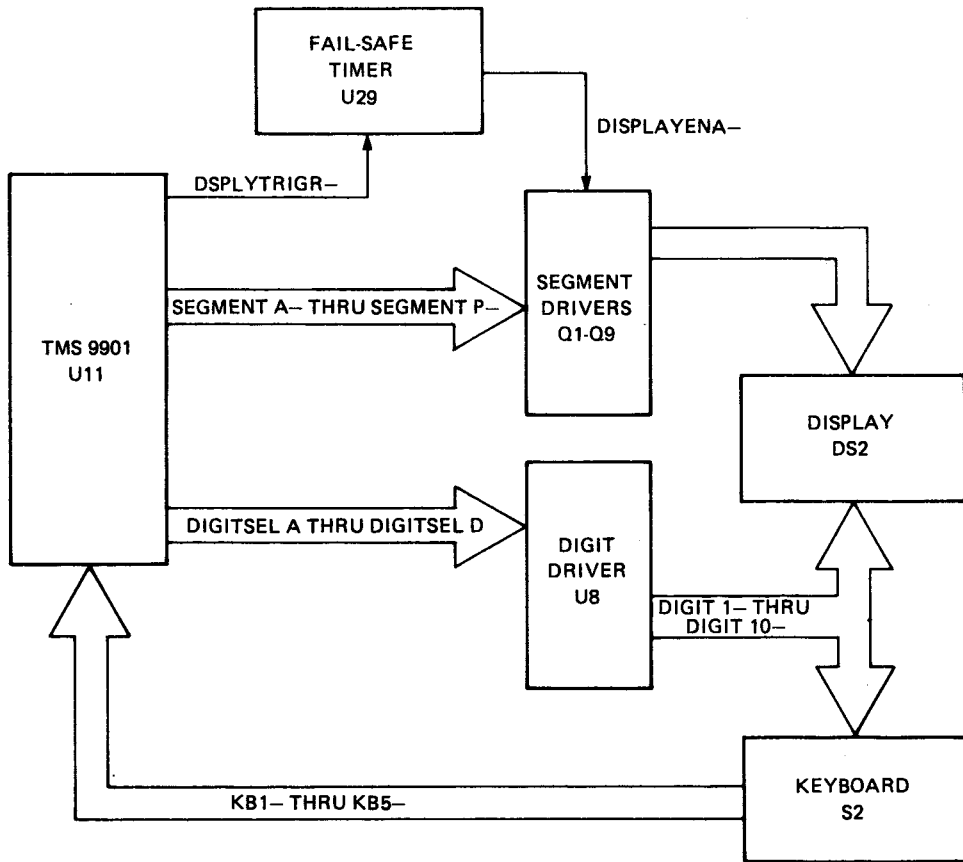 FAIL-SAFE
TIMER
U29
DISPLAYENA–
DSPLYTRIGR–
TMS 9901
U11
SEGMENT A– THRU SEGMENT P–
SEGMENT
DRIVERS
Q1-Q9
DISPLAY
DS2
DIGITSEL A THRU DIGITSEL D
DIGIT
DRIVER
U8
DIGIT 1– THRU
DIGIT 10–
KB1– THRU KB5–
KEYBOARD
S2